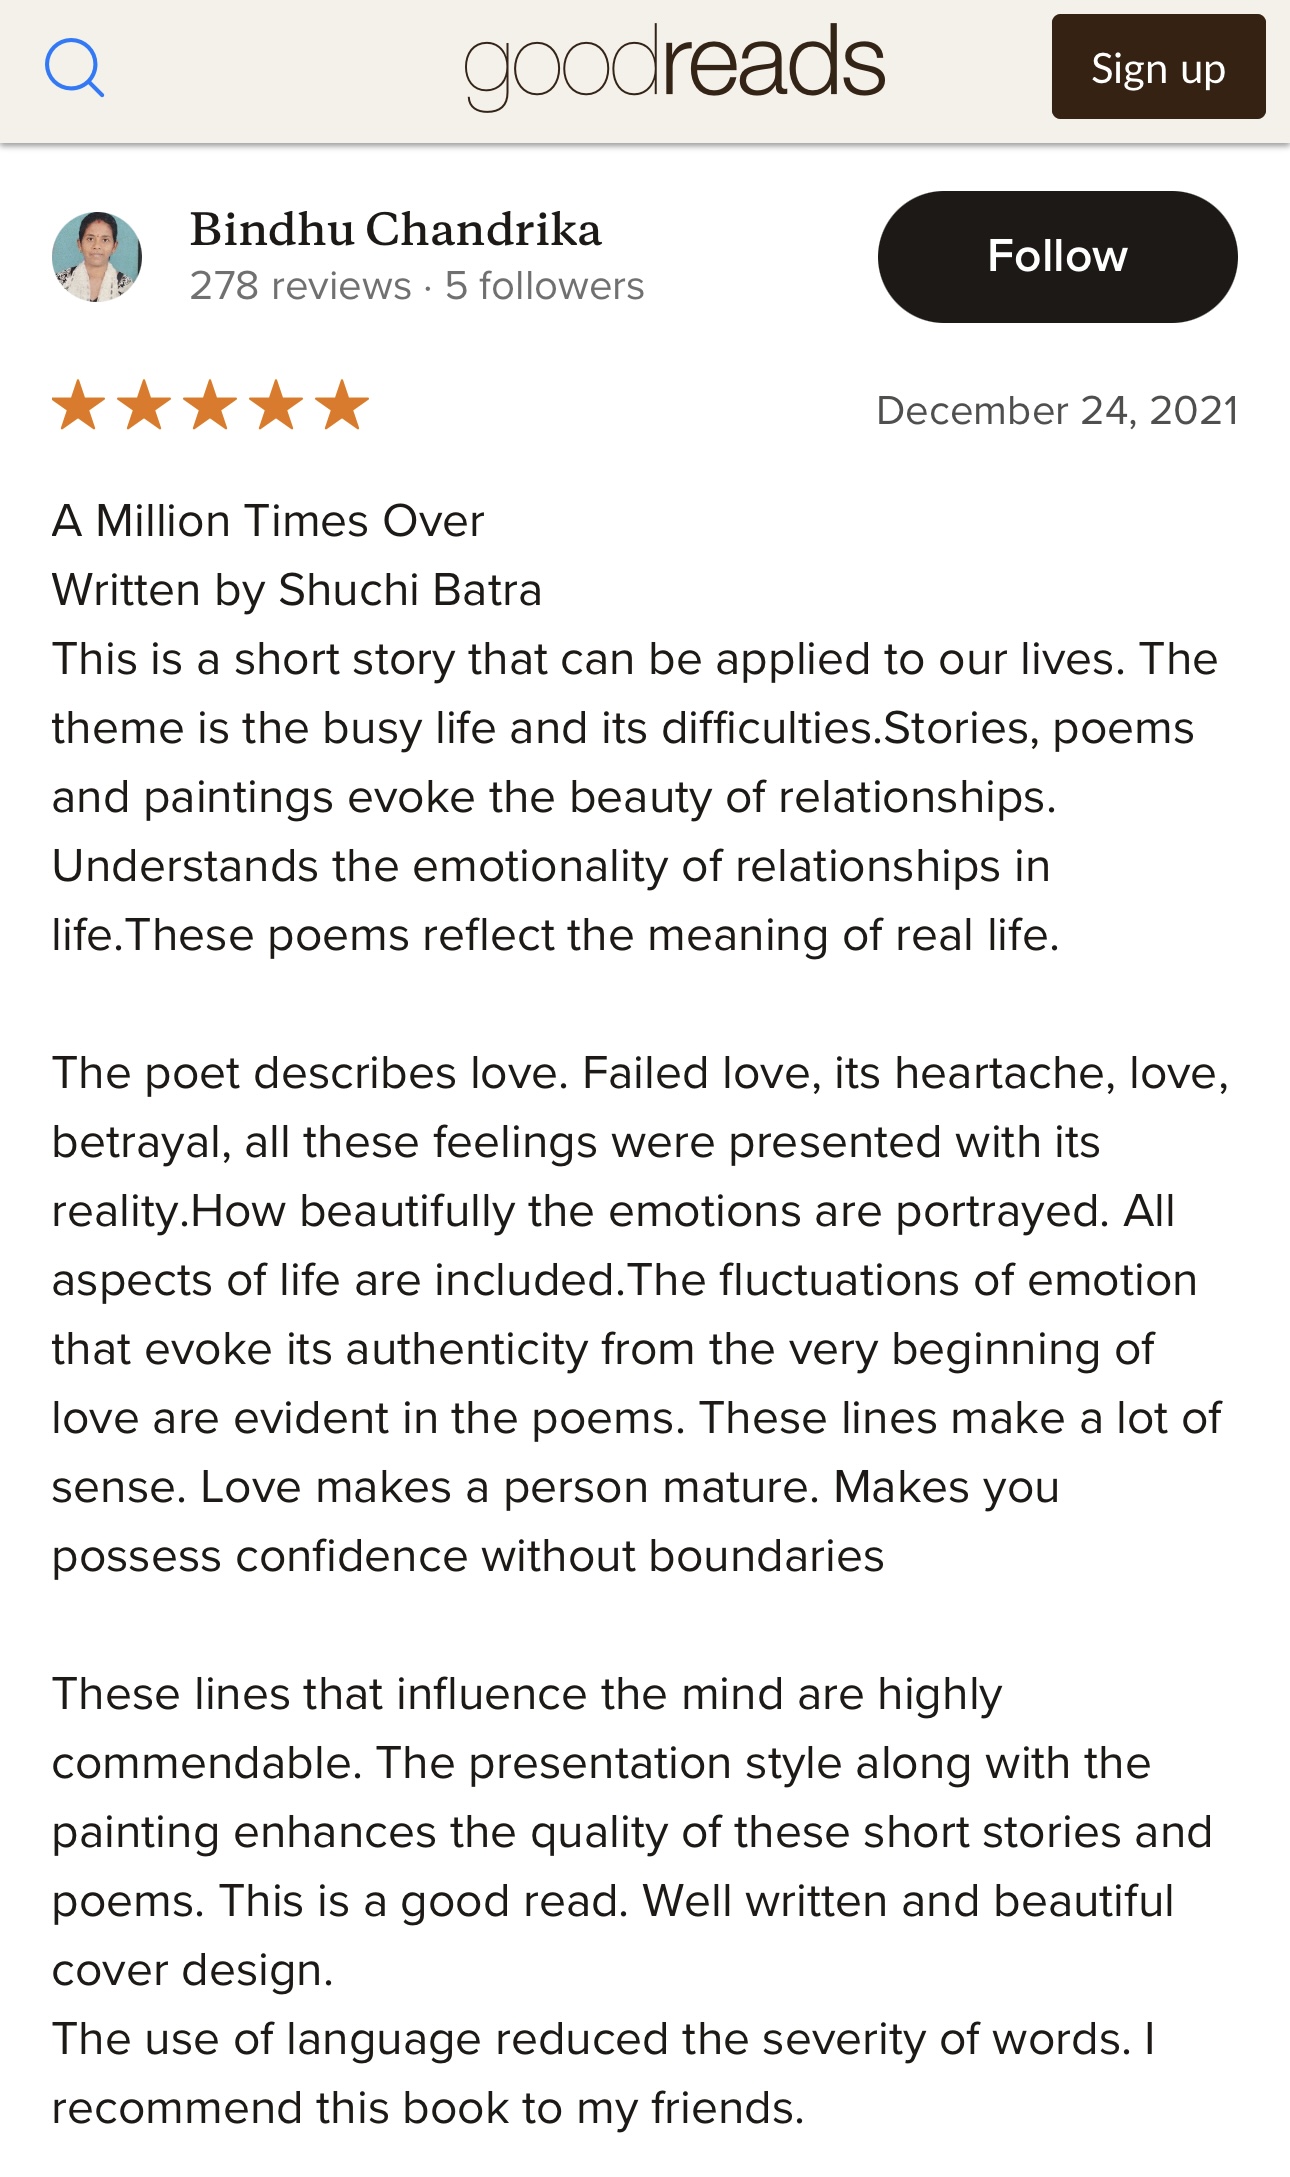 goodreads
Sign up
Bindhu Chandrika
278 reviews · 5 followers
Follow
December 24, 2021
A Million Times Over
Written by Shuchi Batra
This is a short story that can be applied to our lives. The
theme is the busy life and its difficulties.Stories, poems
and paintings evoke the beauty of relationships.
Understands the emotionality of relationships in
life.These poems reflect the meaning of real life.
The poet describes love. Failed love, its heartache, love,
betrayal, all these feelings were presented with its
reality.How beautifully the emotions are portrayed. All
aspects of life are included.The fluctuations of emotion
that evoke its authenticity from the very beginning of
love are evident in the poems. These lines make a lot of
sense. Love makes a person mature. Makes you
possess confidence without boundaries
These lines that influence the mind are highly
commendable. The presentation style along with the
painting enhances the quality of these short stories and
poems. This is a good read. Well written and beautiful
cover design.
The use of language reduced the severity of words. I
recommend this book to my friends.